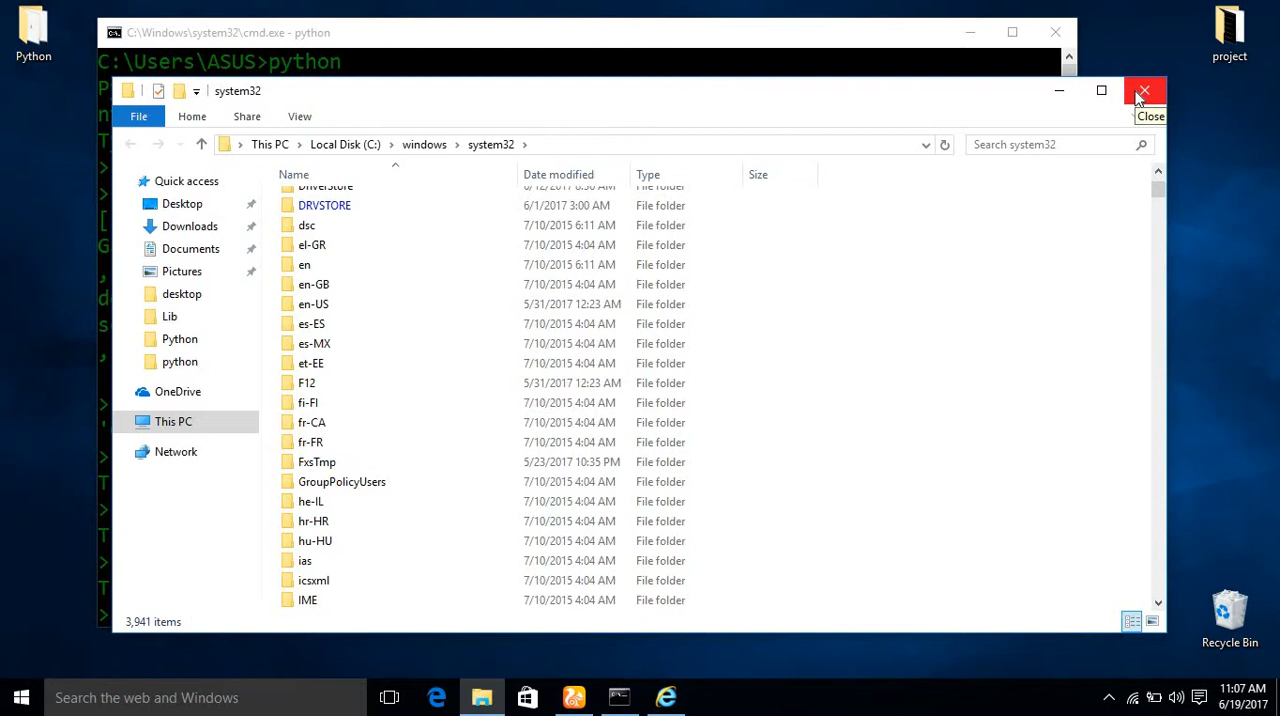 Python
project
C:\Windows\system32\cmd.exe - python
C:\Users\ASUS>python
system32
Close
File Home Share View
This PC > Local Disk (C:) > windows > system32 >
Search system32
Name Date modified Type Size
DriverStore 6/12/2017 8:30 AM File folder
DRVSTORE 6/1/2017 3:00 AM File folder
dsc 7/10/2015 6:11 AM File folder
el-GR 7/10/2015 4:04 AM File folder
en 7/10/2015 6:11 AM File folder
en-GB 7/10/2015 4:04 AM File folder
en-US 5/31/2017 12:23 AM File folder
es-ES 7/10/2015 4:04 AM File folder
es-MX 7/10/2015 4:04 AM File folder
et-EE 7/10/2015 4:04 AM File folder
F12 5/31/2017 12:23 AM File folder
fi-FI 7/10/2015 4:04 AM File folder
fr-CA 7/10/2015 4:04 AM File folder
fr-FR 7/10/2015 4:04 AM File folder
FxsTmp 5/23/2017 10:35 PM File folder
GroupPolicyUsers 7/10/2015 4:04 AM File folder
he-IL 7/10/2015 4:04 AM File folder
hr-HR 7/10/2015 4:04 AM File folder
hu-HU 7/10/2015 4:04 AM File folder
ias 7/10/2015 4:04 AM File folder
icsxml 7/10/2015 4:04 AM File folder
IME 7/10/2015 4:04 AM File folder
Quick access
Desktop
Downloads
Documents
Pictures
desktop
Lib
Python
python
OneDrive
This PC
Network
3,941 items
Recycle Bin
Search the web and Windows
11:07 AM
6/19/2017